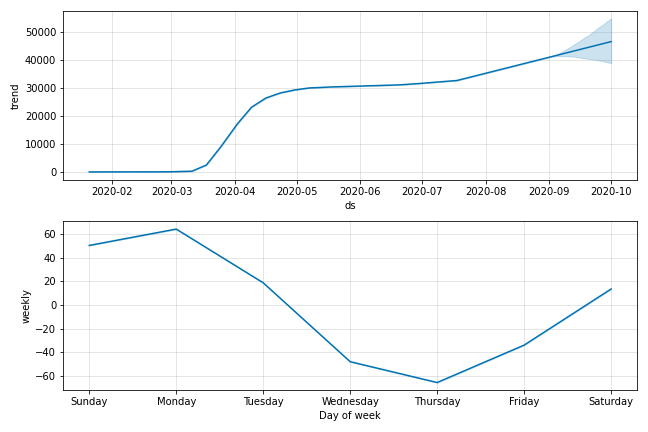 50000
40000
30000
20000
10000
0
trend
2020-02 2020-03 2020-04 2020-05 2020-06 2020-07 2020-08 2020-09 2020-10
ds
60
40
20
0
−20
−40
−60
weekly
Sunday Monday Tuesday Wednesday Thursday Friday Saturday
Day of week